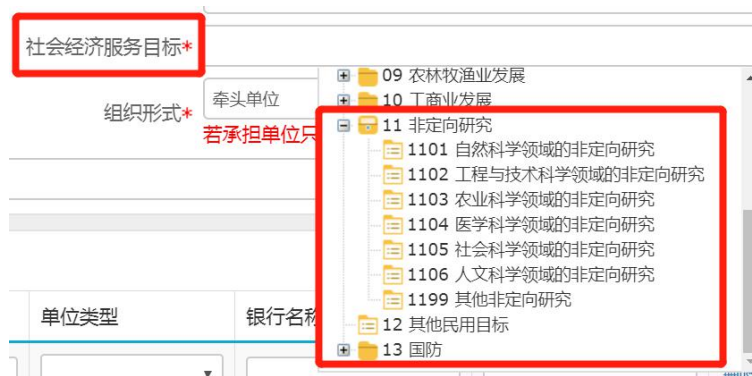 社会经济服务目标*
09 农林牧渔业发展
10 工商业发展
组织形式*
牵头单位
若承担单位只
11 非定向研究
1101 自然科学领域的非定向研究
1102 工程与技术科学领域的非定向研究
1103 农业科学领域的非定向研究
1104 医学科学领域的非定向研究
1105 社会科学领域的非定向研究
1106 人文科学领域的非定向研究
1199 其他非定向研究
12 其他民用目标
13 国防
单位类型
银行名称